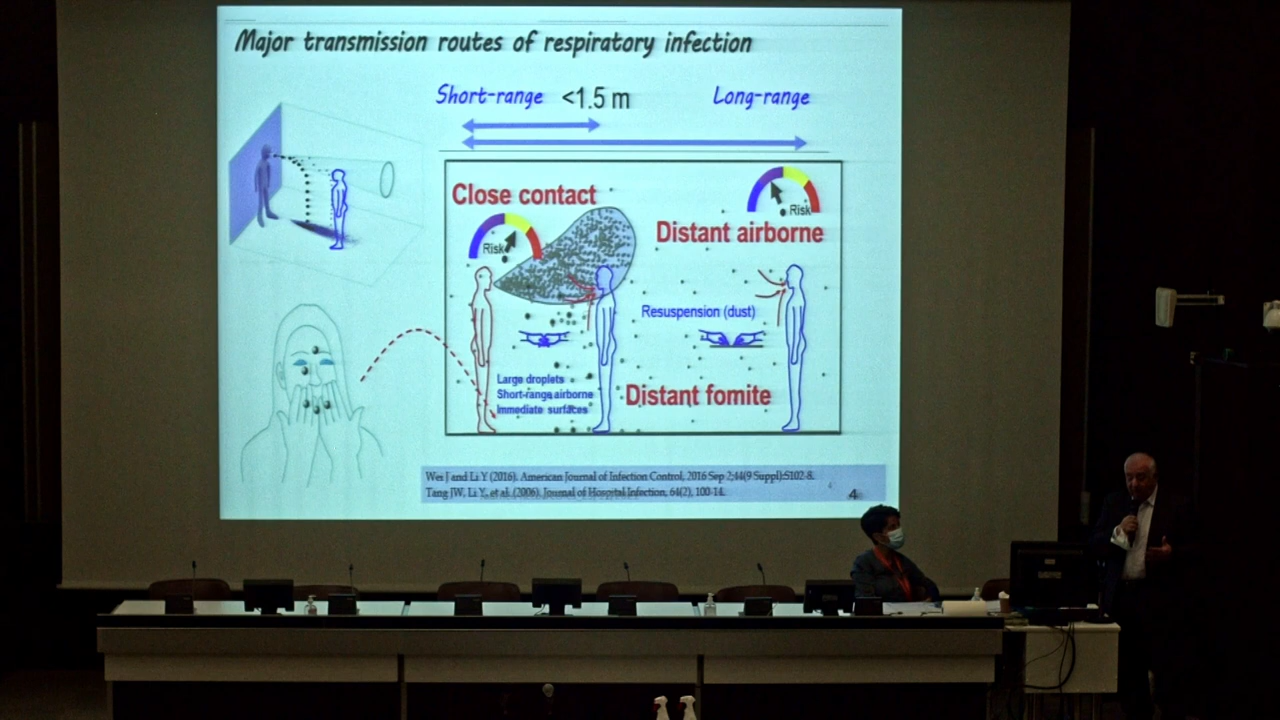 Major transmission routes of respiratory infection
Short-range <1.5 m Long-range
Close contact
Risk
Risk
Distant airborne
Resuspension (dust)
Large droplets
Short-range airborne
Immediate surfaces
Distant fomite
Wei J and Li Y (2016). American Journal of Infection Control, 2016 Sep 2;44(9 Suppl):S102-8.
Tang JW, Li Y, et al. (2006). Journal of Hospital Infection, 64(2), 100-14.
4